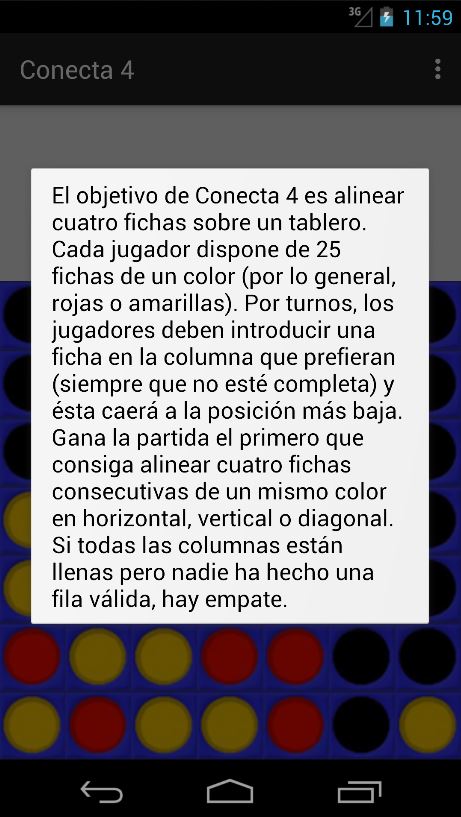 3G 11:59
Conecta 4
El objetivo de Conecta 4 es alinear
cuatro fichas sobre un tablero.
Cada jugador dispone de 25
fichas de un color (por lo general,
rojas o amarillas). Por turnos, los
jugadores deben introducir una
ficha en la columna que prefieran
(siempre que no esté completa) y
ésta caerá a la posición más baja.
Gana la partida el primero que
consiga alinear cuatro fichas
consecutivas de un mismo color
en horizontal, vertical o diagonal.
Si todas las columnas están
llenas pero nadie ha hecho una
fila válida, hay empate.